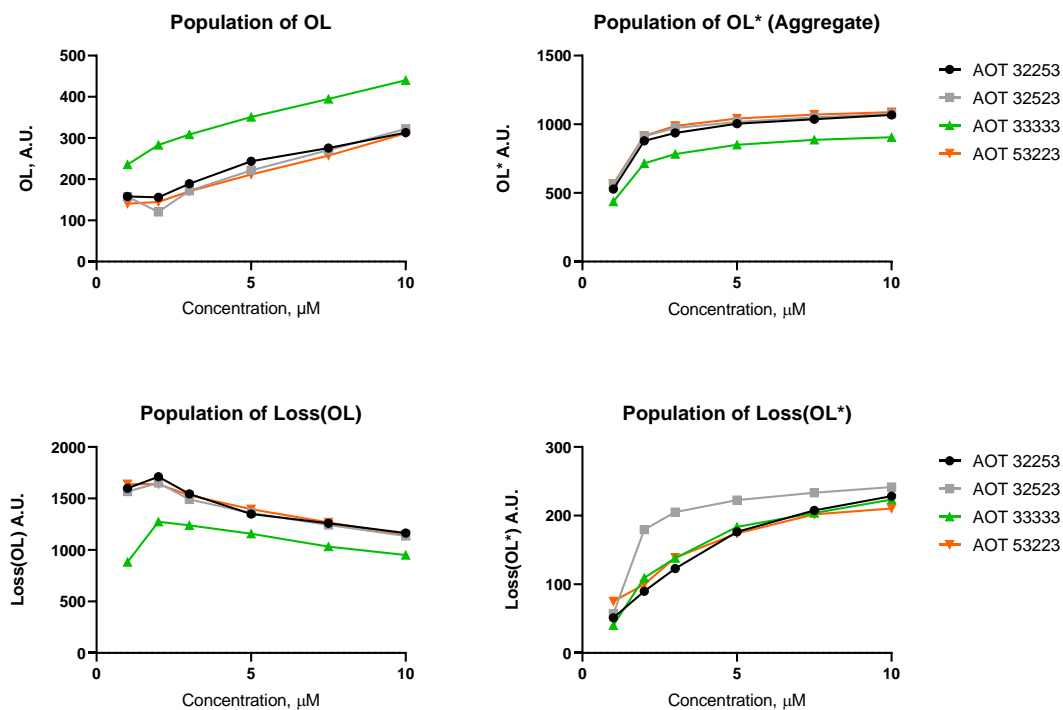 Population of OL
OL, A.U.
500
400
300
200
100
0
0 5 10
Concentration, µM
Population of OL* (Aggregate)
OL* A.U.
1500
1000
500
0
0 5 10
Concentration, μM
AOT 32253
AOT 32523
AOT 33333
AOT 53223
Population of Loss(OL)
Loss(OL) A.U.
2000
1500
1000
500
0
0 5 10
Concentration, μM
Population of Loss(OL*)
Loss(OL*) A.U.
300
200
100
0
0 5 10
Concentration, μM
AOT 32253
AOT 32523
AOT 33333
AOT 53223